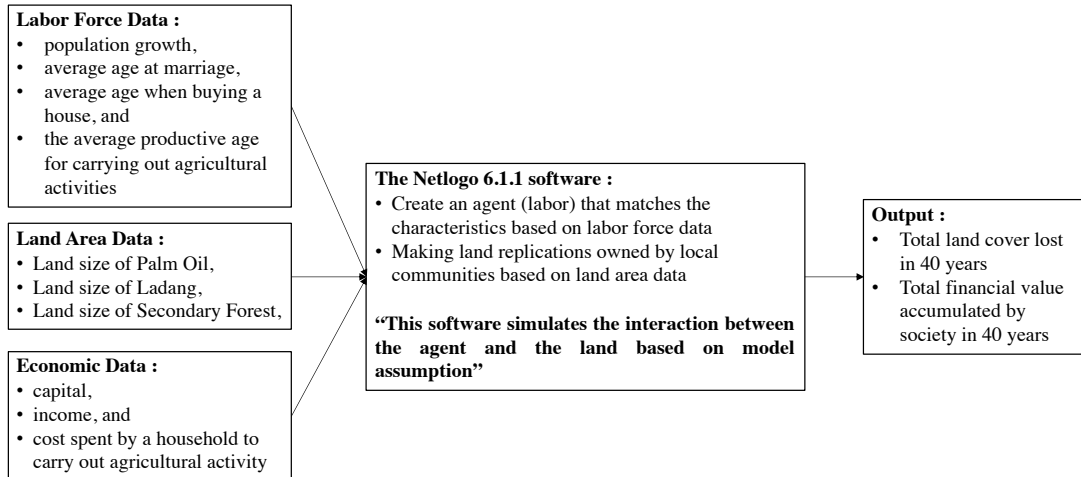 Labor Force Data :
• population growth,
• average age at marriage,
• average age when buying a
house, and
• the average productive age
for carrying out agricultural
activities
Land Area Data :
• Land size of Palm Oil,
• Land size of Ladang,
• Land size of Secondary Forest,
Economic Data :
• capital,
• income, and
• cost spent by a household to
carry out agricultural activity
The Netlogo 6.1.1 software :
• Create an agent (labor) that matches the
characteristics based on labor force data
• Making land replications owned by local
communities based on land area data
“This software simulates the interaction between
the agent and the land based on model
assumption”
Output :
• Total land cover lost
in 40 years
• Total financial value
accumulated by
society in 40 years